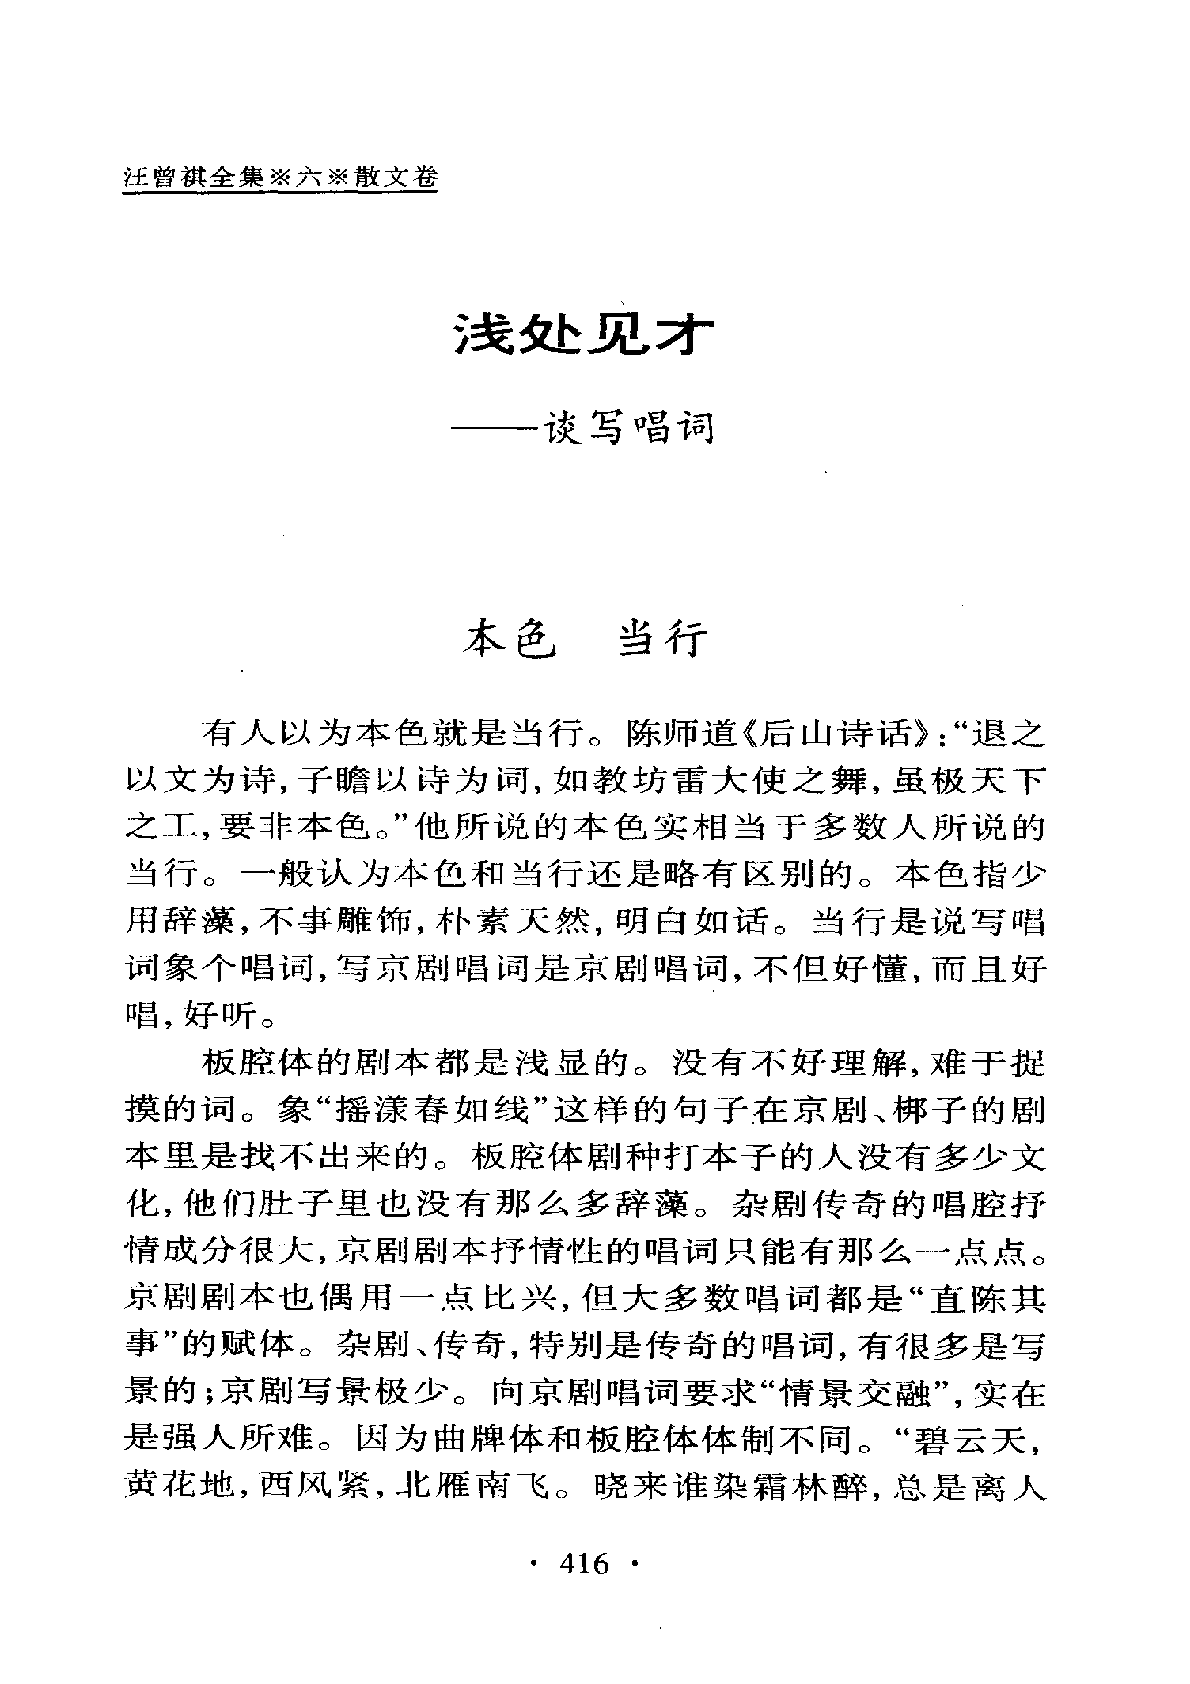 汪曾祺全集※六※散文卷
浅处见才
——谈写唱词
本色　当行
有人以为本色就是当行。陈师道《后山诗话》:“退之
以文为诗,子瞻以诗为词,如教坊雷大使之舞,虽极天下
之工,要非本色。”他所说的本色实相当于多数人所说的
当行。一般认为本色和当行还是略有区别的。本色指少
用辞藻,不事雕饰,朴素天然,明白如话。当行是说写唱
词象个唱词,写京剧唱词是京剧唱词,不但好懂,而且好
唱,好听。
板腔体的剧本都是浅显的。没有不好理解,难于捉
摸的词。象“摇漾春如线”这样的句子在京剧、梆子的剧
本里是找不出来的。板腔体剧种打本子的人没有多少文
化,他们肚子里也没有那么多辞藻。杂剧传奇的唱腔抒
情成分很大,京剧剧本抒情性的唱词只能有那么一点点。
京剧剧本也偶用一点比兴,但大多数唱词都是“直陈其
事”的赋体。杂剧、传奇,特别是传奇的唱词,有很多是写
景的;京剧写景极少。向京剧唱词要求“情景交融”,实在
是强人所难。因为曲牌体和板腔体体制不同。“碧云天,
黄花地,西风紧,北雁南飞。晓来谁染霜林醉,总是离人
· 416 ·